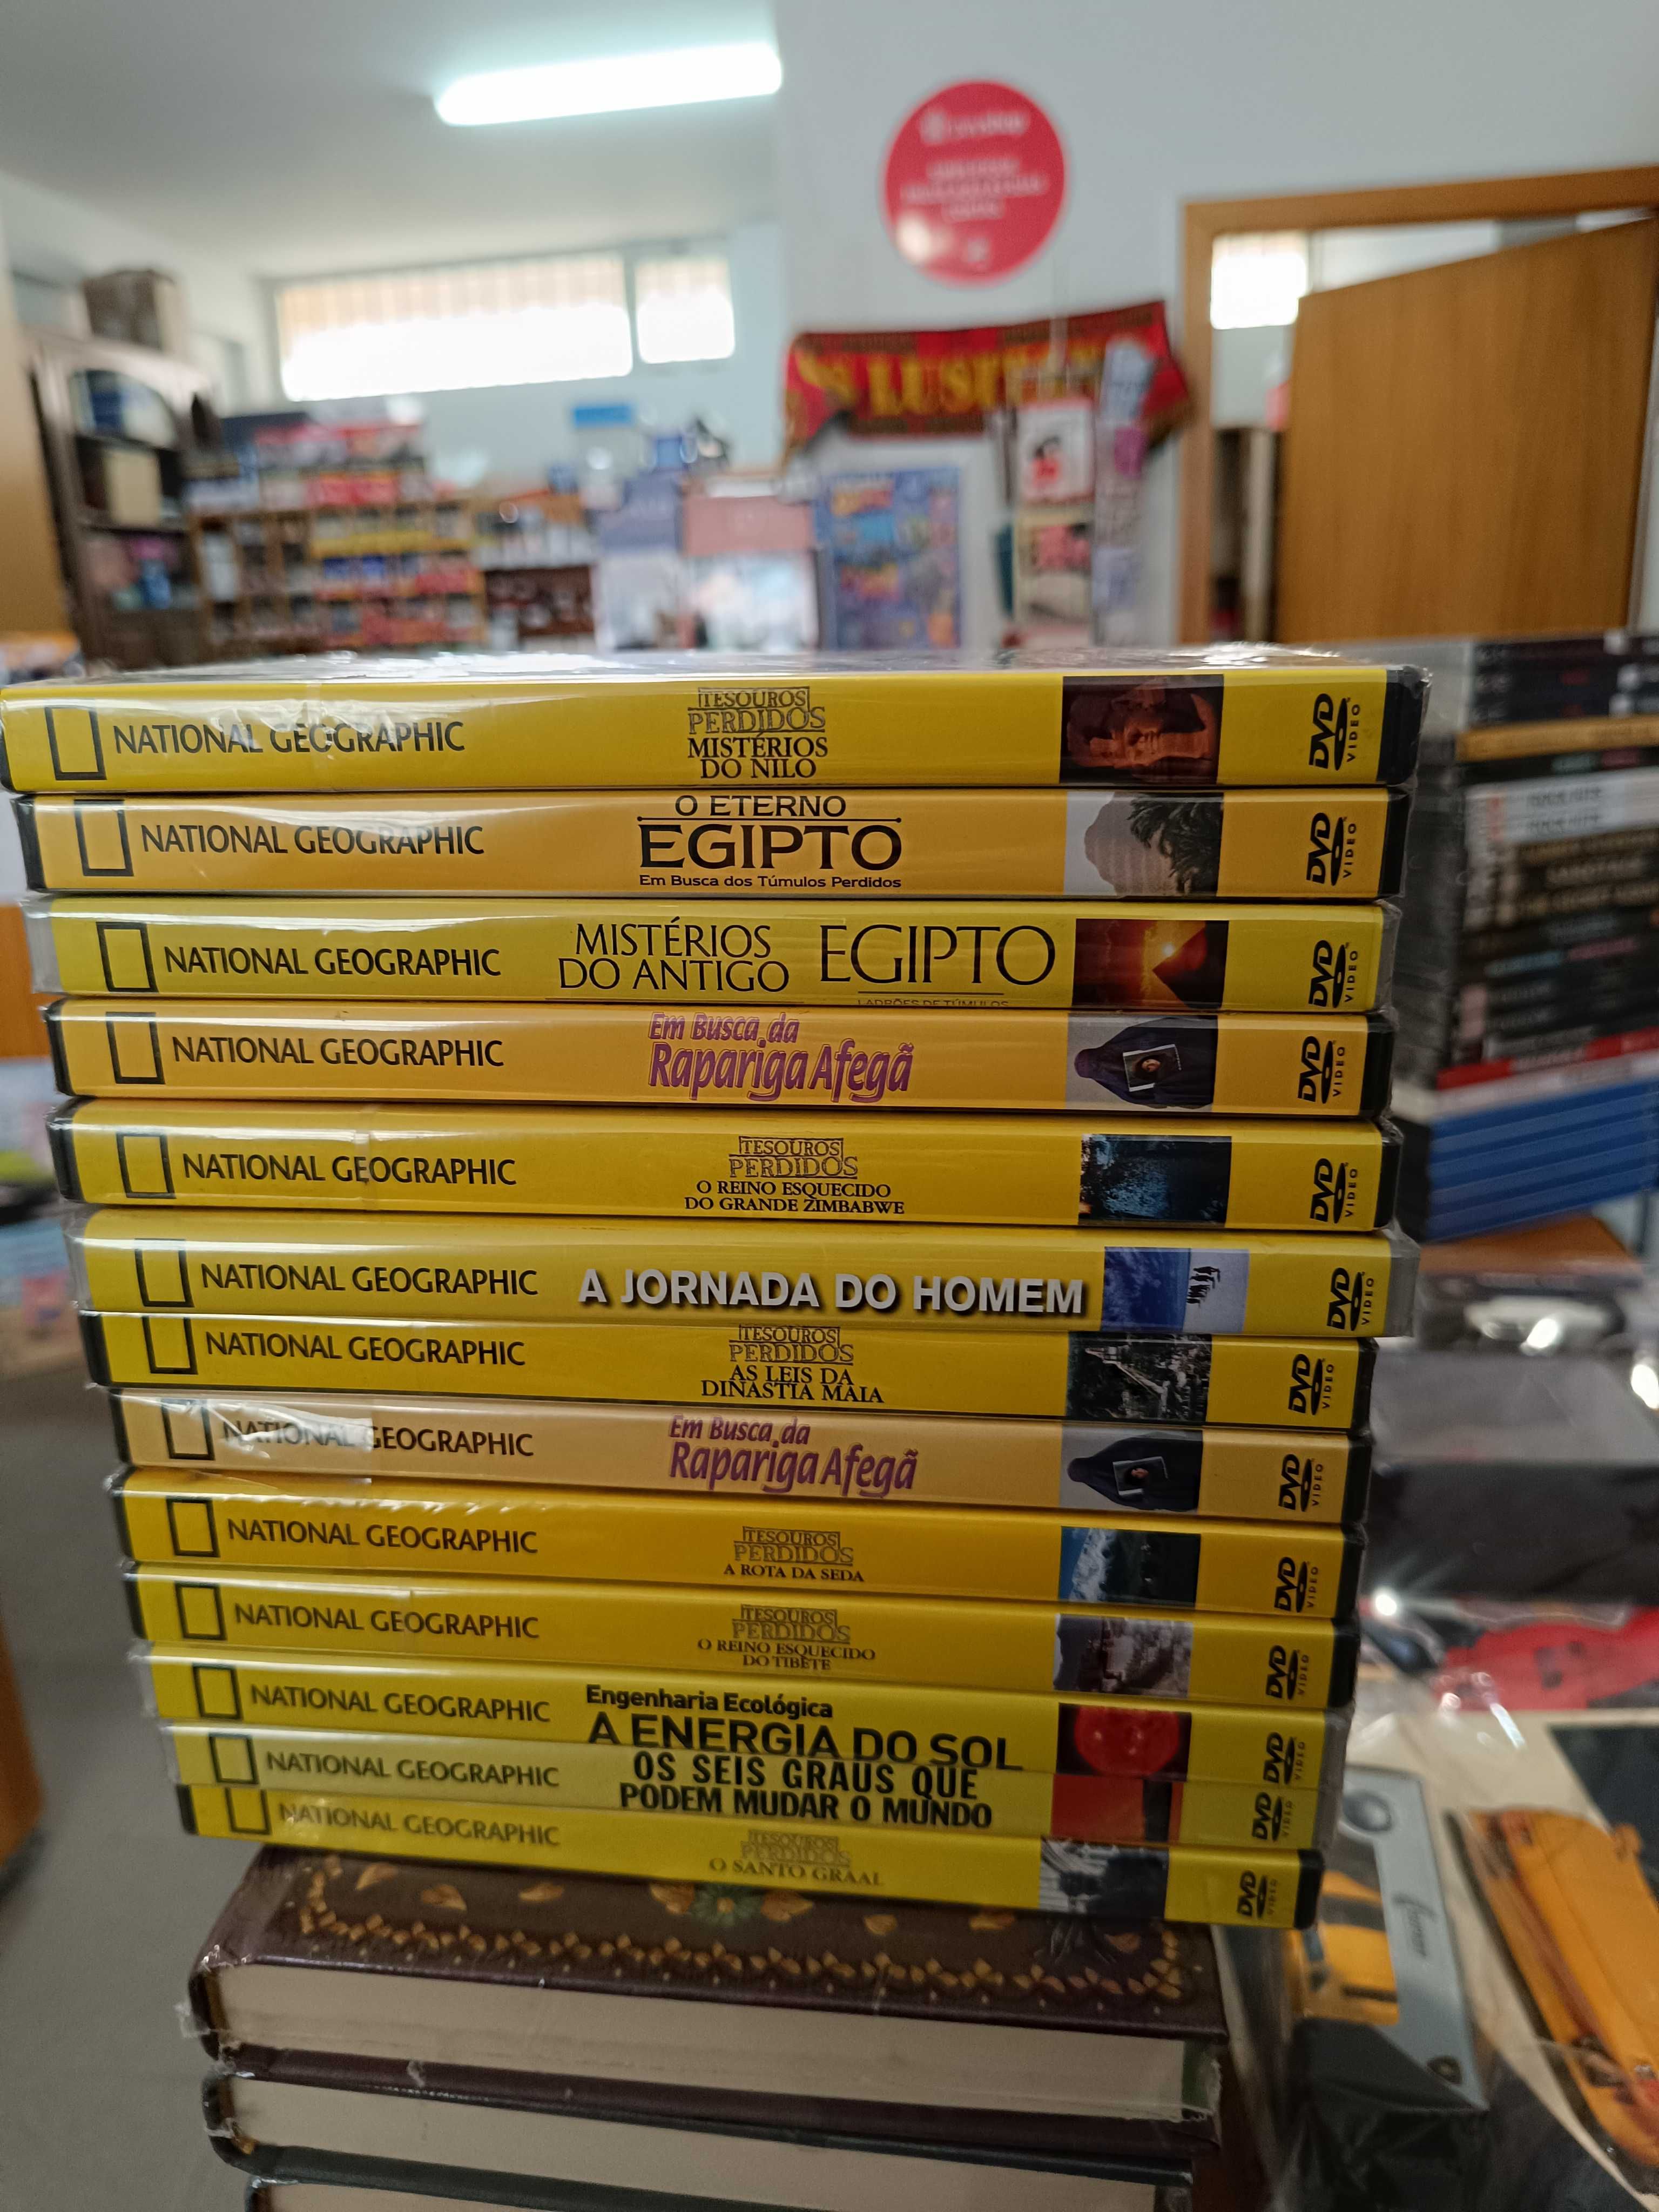 OS LUSI
NATIONAL GEOGRAPHIC
TESOUROS
PERDIDOS
MISTÉRIOS
DO NILO
DVD
VIDEO
NATIONAL GEOGRAPHIC
O ETERNO
EGIPTO
Em Busca dos Túmulos Perdidos
DVD
VIDEO
NATIONAL GEOGRAPHIC
MISTÉRIOS
DO ANTIGO
EGIPTO
LADRÕES DE TÚMULOS
DVD
VIDEO
NATIONAL GEOGRAPHIC
Em Busca da
Rapariga Afegã
DVD
VIDEO
NATIONAL GEOGRAPHIC
TESOUROS
PERDIDOS
O REINO ESQUECIDO
DO GRANDE ZIMBABWE
DVD
VIDEO
NATIONAL GEOGRAPHIC
A JORNADA DO HOMEM
DVD
VIDEO
NATIONAL GEOGRAPHIC
TESOUROS
PERDIDOS
AS LEIS DA
DINASTIA MAIA
DVD
VIDEO
NATIONAL GEOGRAPHIC
Em Busca da
Rapariga Afegã
DVD
VIDEO
NATIONAL GEOGRAPHIC
TESOUROS
PERDIDOS
A ROTA DA SEDA
DVD
VIDEO
NATIONAL GEOGRAPHIC
TESOUROS
PERDIDOS
O REINO ESQUECIDO
DO TIBETE
DVD
VIDEO
NATIONAL GEOGRAPHIC
Engenharia Ecológica
A ENERGIA DO SOL
DVD
VIDEO
NATIONAL GEOGRAPHIC
OS SEIS GRAUS QUE
PODEM MUDAR O MUNDO
DVD
VIDEO
NATIONAL GEOGRAPHIC
TESOUROS
PERDIDOS
O SANTO GRAAL
DVD
VIDEO